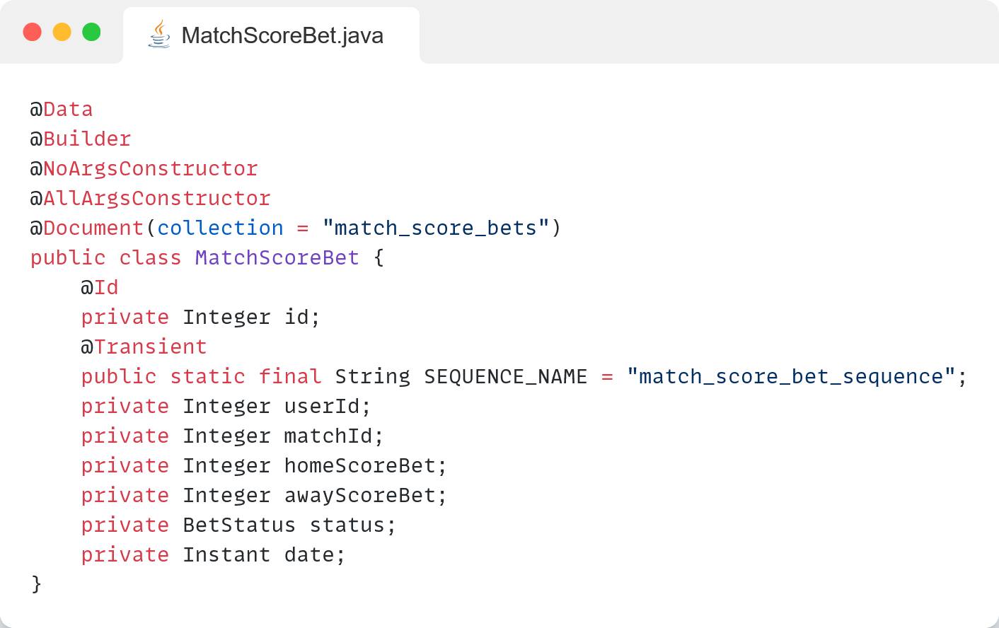 MatchScoreBet.java
@Data
@Builder
@NoArgsConstructor
@AllArgsConstructor
@Document(collection = "match_score_bets")
public class MatchScoreBet {
    @Id
    private Integer id;
    @Transient
    public static final String SEQUENCE_NAME = "match_score_bet_sequence";
    private Integer userId;
    private Integer matchId;
    private Integer homeScoreBet;
    private Integer awayScoreBet;
    private BetStatus status;
    private Instant date;
}